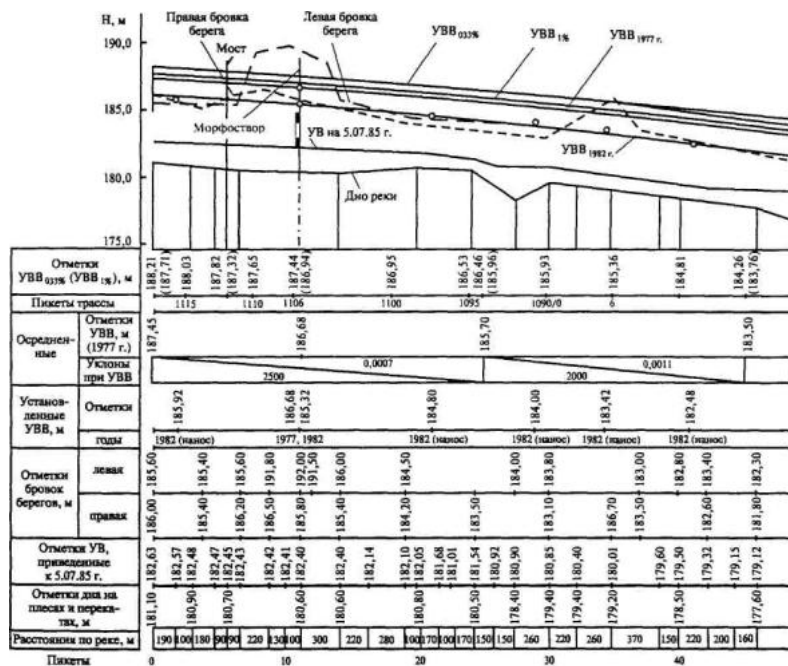 Н, м
190,0
185,0
180,0
175,0
Правая бровка
берега
Мост
Левая бровка
берега
Морфоствор
УВВ033%
УВВ1%
УВВ1977 г.
УВ на 5.07.85 г.
УВВ1982 г.
Дно реки
Отметки
УВВ033% (УВВ1%), м
188,21 (187,71) 188,03 187,82 (187,32) 187,65 187,44 (186,94) 186,95 186,53 186,46 (185,96) 185,93 185,36 184,81 184,26 (183,76)
Пикеты трассы
1115 1110 1106 1100 1095 1090/0 6
Осреднен-
ные
Отметки
УВВ, м
(1977 г.)
187,45 186,68 185,70 183,50
Уклоны
при УВВ
0,0007 2500 0,0011 2000
Установ-
ленные
УВВ, м
Отметки
185,92 186,68 185,32 184,80 184,00 183,42 182,48
годы
1982 (нанос) 1977, 1982 1982 (нанос) 1982 (нанос) 1982 (нанос) 1982 (нанос)
Отметки
бровок
берегов, м
левая
185,60 185,40 185,60 191,80 192,00 191,50 186,00 184,50 184,00 183,80 183,00 182,80 183,40 182,30
правая
186,00 185,40 186,20 186,50 185,80 185,40 184,20 183,50 183,10 186,70 183,50 182,60 181,80
Отметки УВ,
приведенные
к 5.07.85 г.
182,63 182,57 182,48 182,47 182,45 182,43 182,42 182,41 182,40 182,40 182,14 182,10 182,05 181,68 181,01 181,54 180,92 180,90 180,85 180,40 180,01 179,60 179,50 179,32 179,15 179,12
Отметки дна на
плесах и перека-
тах, м
181,10 180,90 180,70 180,60 180,60 180,80 180,50 178,40 179,40 179,40 179,20 178,50 177,60
Расстояния по реке, м
190 100 180 90 90 220 130 100 300 220 280 100 170 100 170 150 150 260 220 260 370 150 220 200 160
Пикеты
0 10 20 30 40